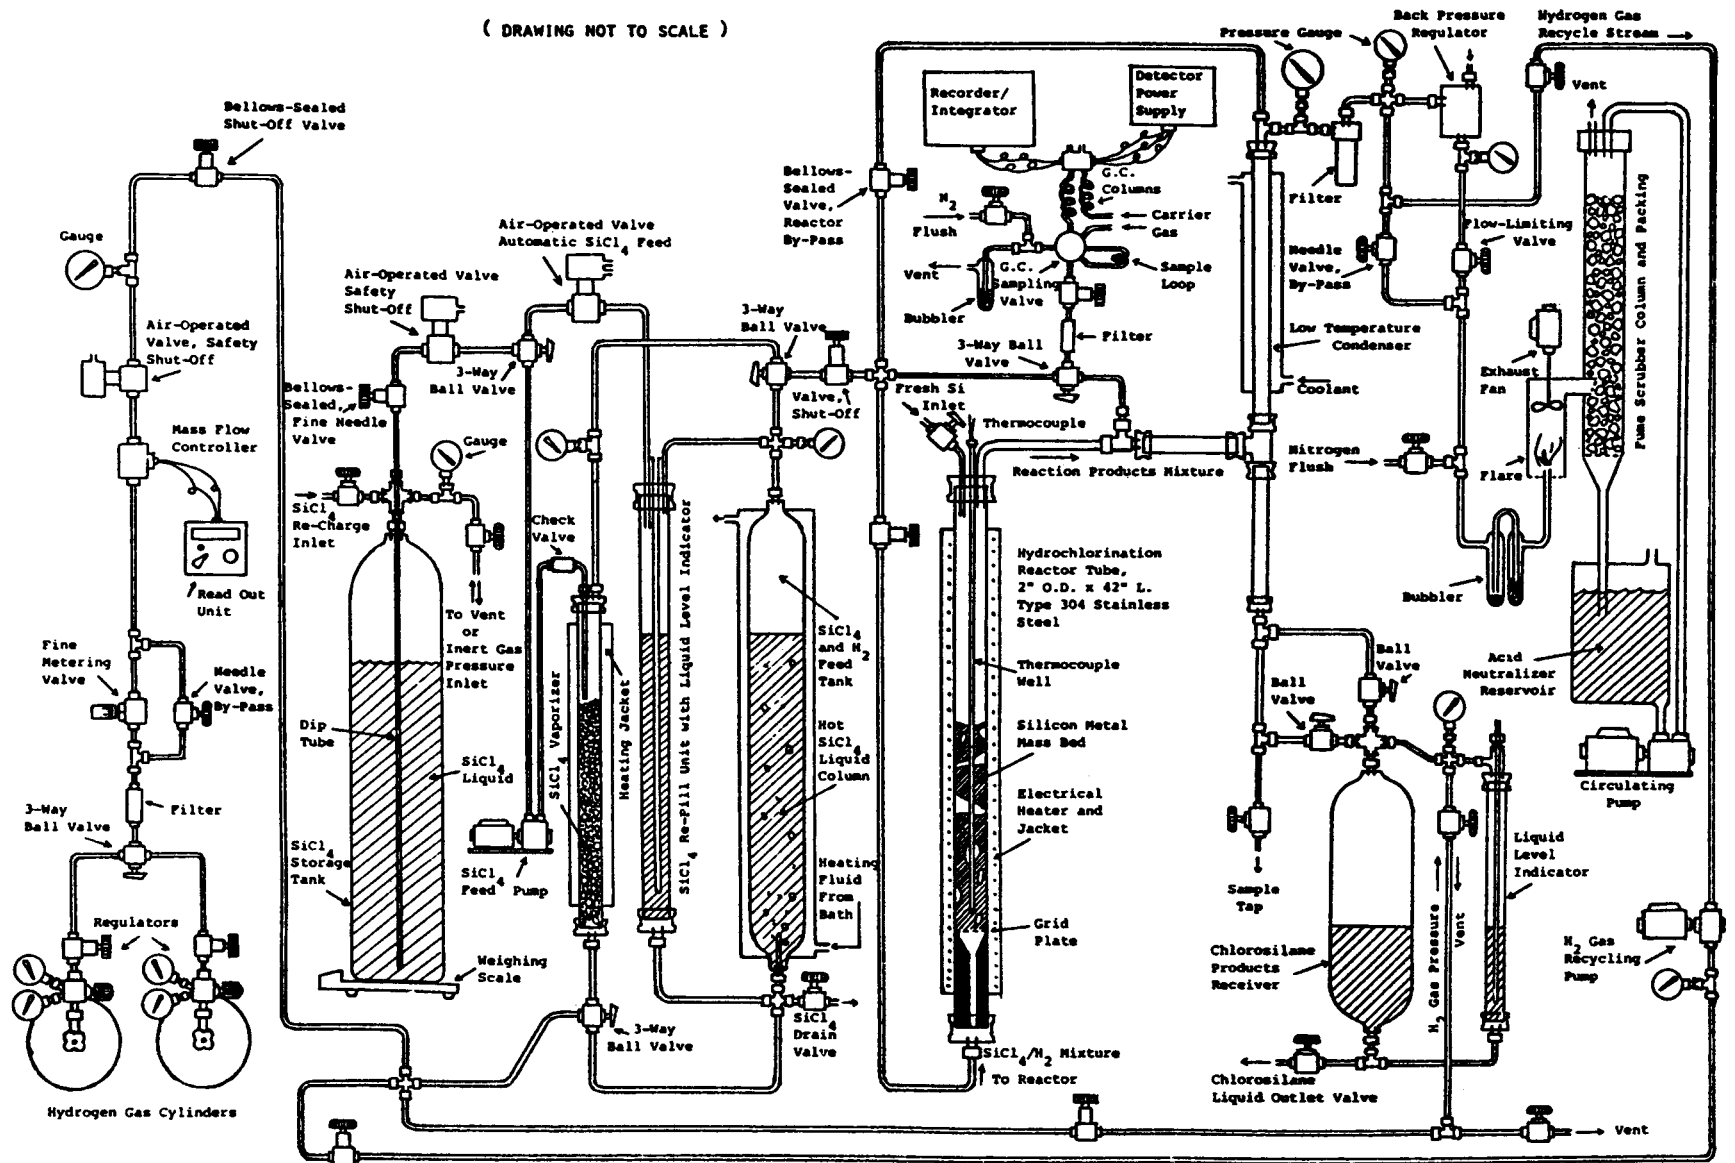 ( DRAWING NOT TO SCALE )
Bellows-Sealed
Shut-Off Valve
Gauge
Air-Operated
Valve, Safety
Shut-Off
Mass Flow
Controller
Read Out
Unit
Fine
Metering
Valve
Needle
Valve,
By-Pass
Filter
3-Way
Ball Valve
Regulators
Hydrogen Gas Cylinders
Air-Operated Valve
Automatic SiCl4 Feed
Air-Operated Valve
Safety
Shut-Off
3-Way
Ball Valve
Bellows-
Sealed,
Fine Needle
Valve
Gauge
SiCl4
Re-Charge
Inlet
To Vent
or
Inert Gas
Pressure
Inlet
Check
Valve
Dip
Tube
SiCl4
Liquid
SiCl4
Storage
Tank
Weighing
Scale
SiCl4
Feed Pump
SiCl4 Vaporizer
Heating Jacket
SiCl4 Re-Fill Unit with Liquid Level Indicator
3-Way
Ball Valve
Valve,
Shut-Off
SiCl4
and H2
Feed
Tank
Hot
SiCl4
Liquid
Column
Heating
Fluid
From
Bath
3-Way
Ball Valve
SiCl4
Drain
Valve
Bellows-
Sealed
Valve,
Reactor
By-Pass
Recorder/
Integrator
Detector
Power
Supply
G.C.
Columns
H2
Flush
Carrier
Gas
Vent
G.C.
Sampling
Valve
Sample
Loop
Bubbler
Filter
3-Way Ball
Valve
Fresh Si
Inlet
Thermocouple
Reaction Products Mixture
Hydrochlorination
Reactor Tube,
2" O.D. x 42" L.
Type 304 Stainless
Steel
Thermocouple
Well
Silicon Metal
Mass Bed
Electrical
Heater and
Jacket
Grid
Plate
SiCl4/H2 Mixture
To Reactor
Pressure Gauge
Back Pressure
Regulator
Hydrogen Gas
Recycle Stream
Vent
Filter
Needle
Valve,
By-Pass
Flow-Limiting
Valve
Low Temperature
Condenser
Coolant
Exhaust
Fan
Nitrogen
Flush
Flare
Bubbler
Fume Scrubber Column and Packing
Acid
Neutralizer
Reservoir
Circulating
Pump
Ball
Valve
Ball
Valve
Sample
Tap
Chlorosilane
Products
Receiver
H2 Gas Pressure
Vent
Liquid
Level
Indicator
H2 Gas
Recycling
Pump
Chlorosilane
Liquid Outlet Valve
Vent